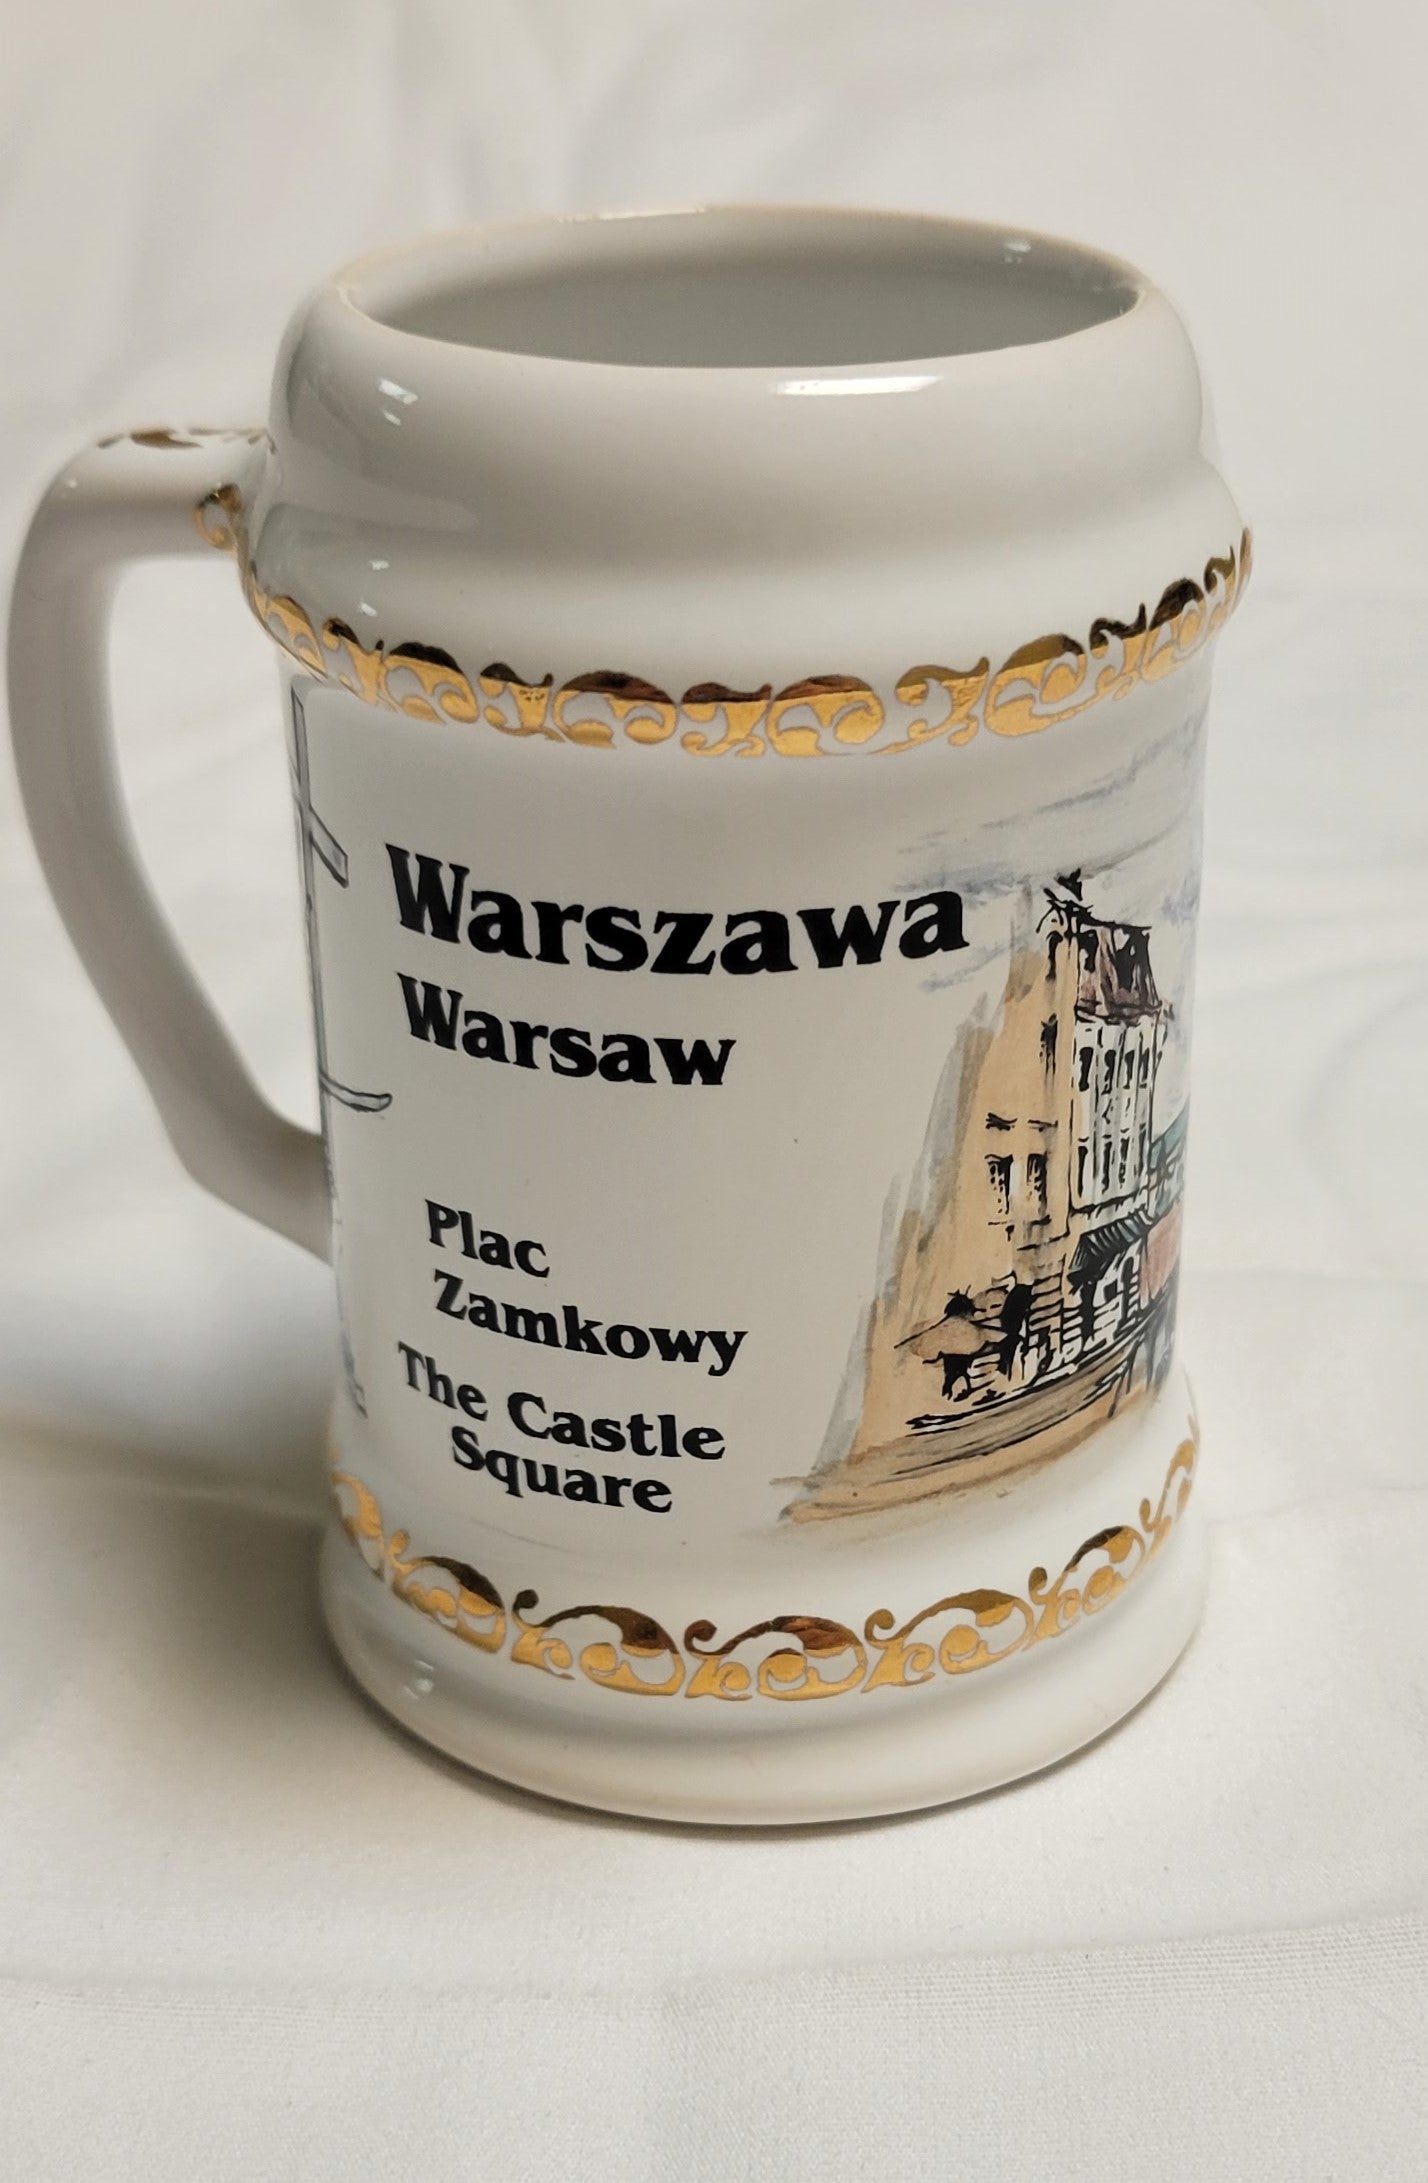 Warszawa
Warsaw
Plac
Zamkowy
The Castle
Square